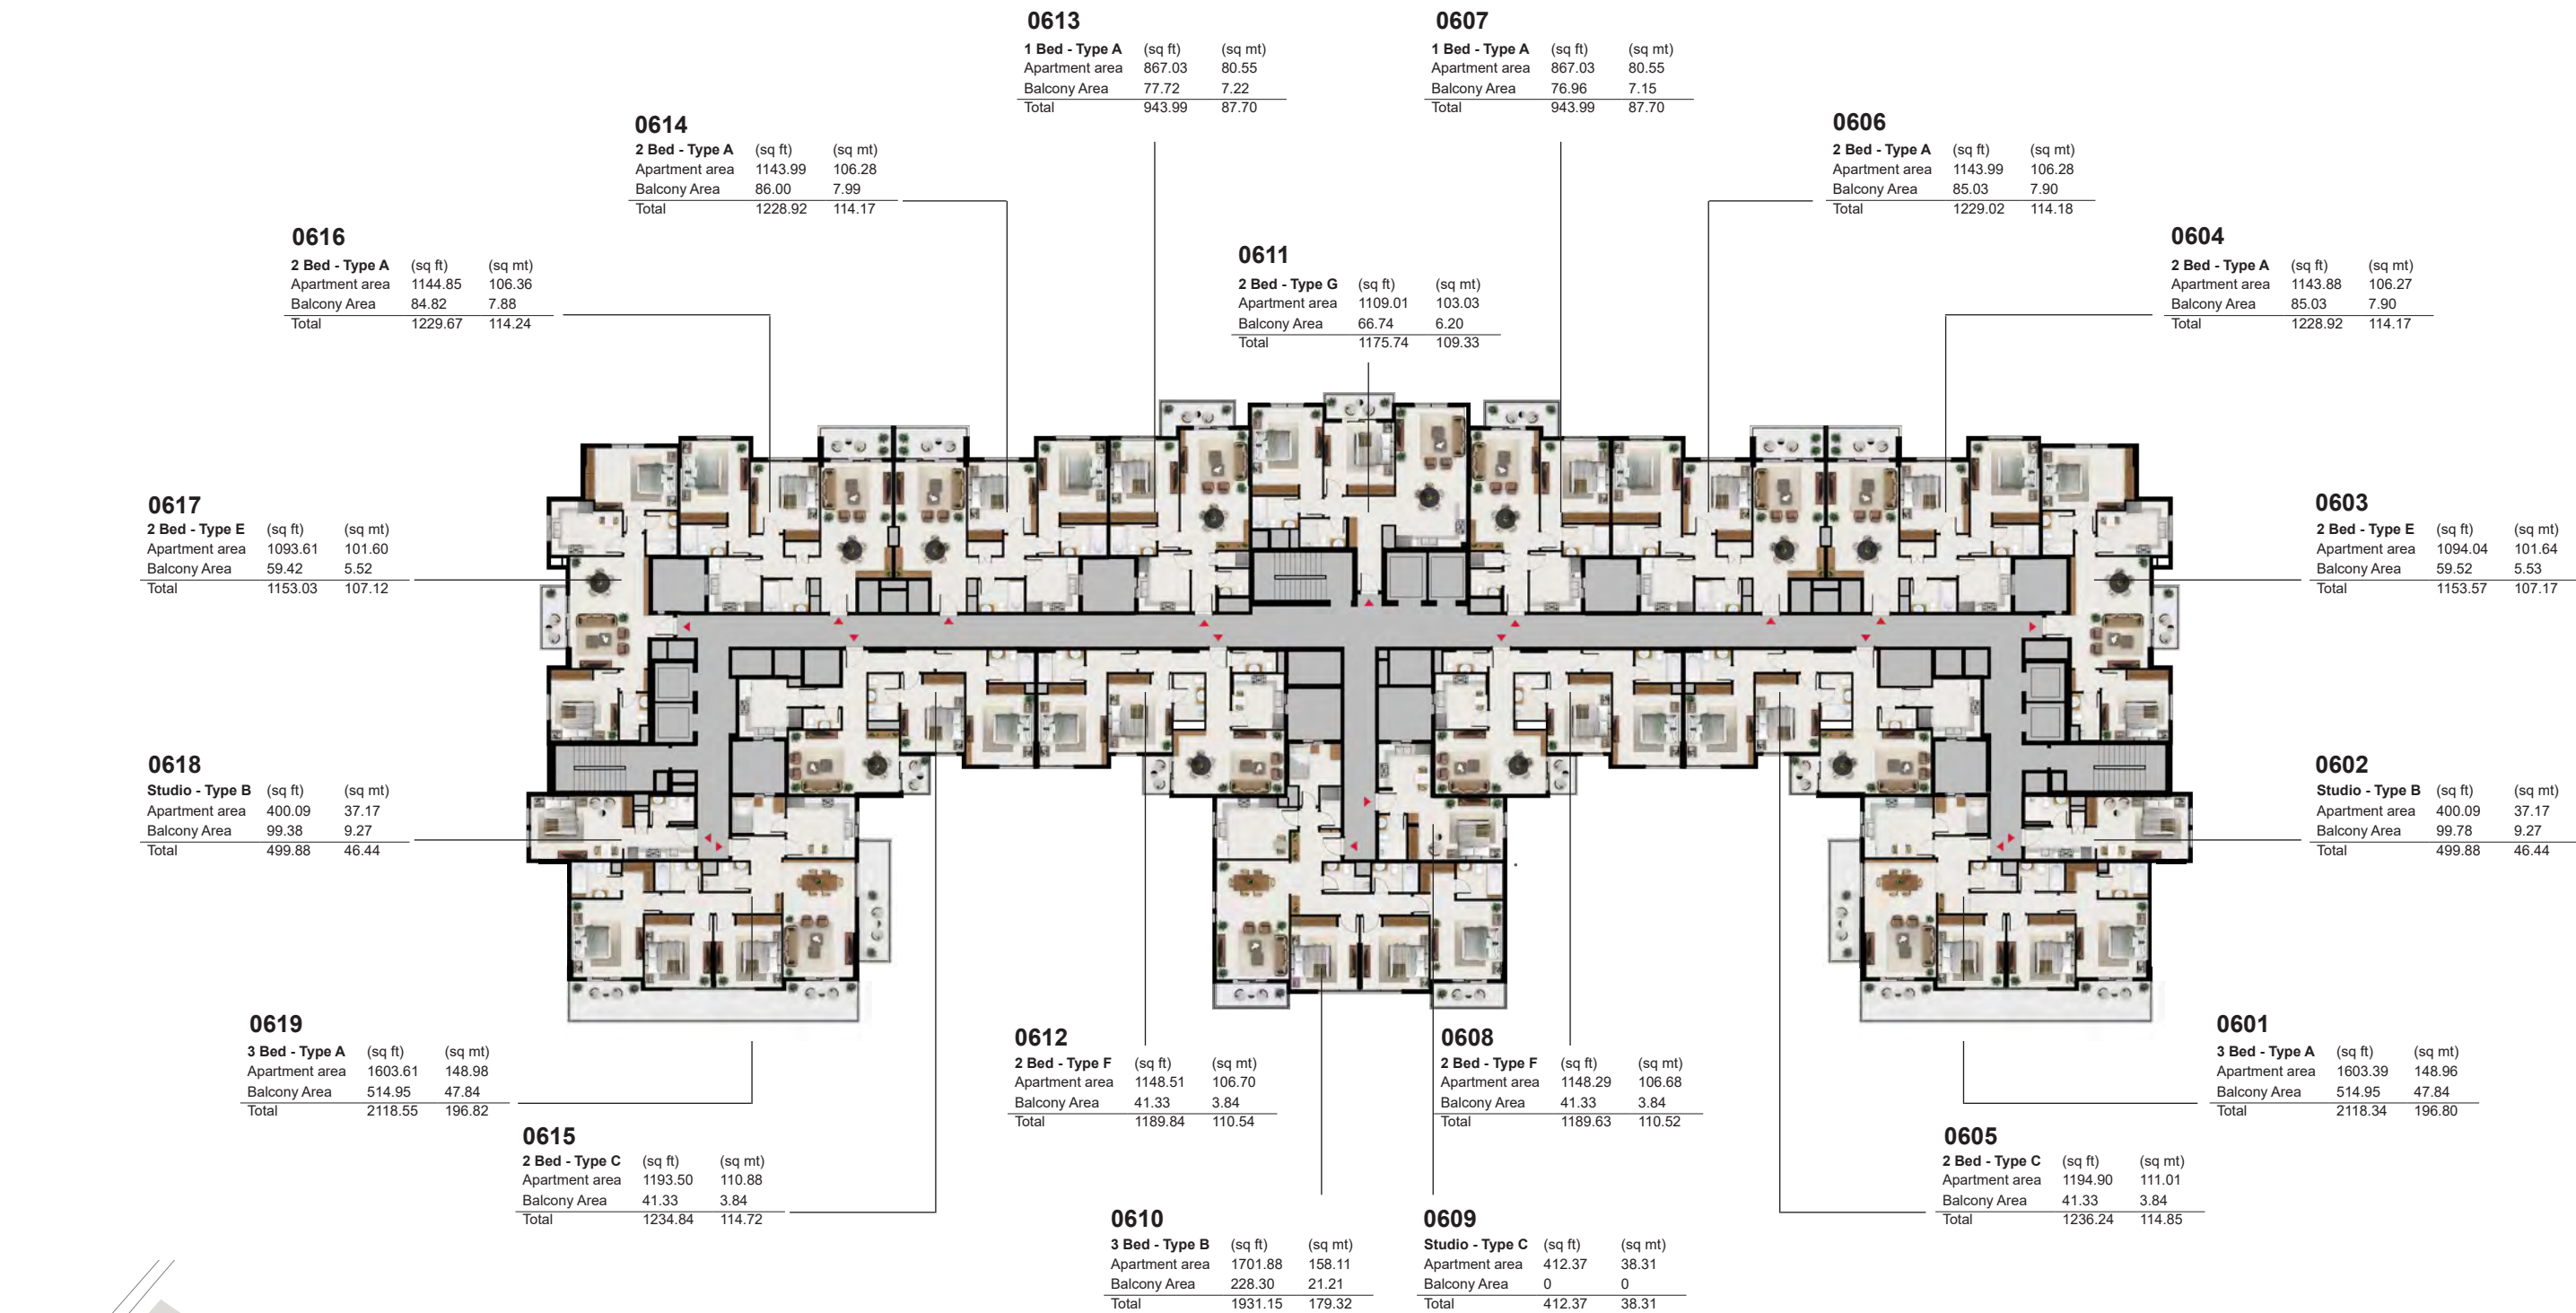 0613
1 Bed - Type A (sq ft) (sq mt)
Apartment area 867.03 80.55
Balcony Area 77.72 7.22
Total 943.99 87.70
0607
1 Bed - Type A (sq ft) (sq mt)
Apartment area 867.03 80.55
Balcony Area 76.96 7.15
Total 943.99 87.70
0614
2 Bed - Type A (sq ft) (sq mt)
Apartment area 1143.99 106.28
Balcony Area 86.00 7.99
Total 1228.92 114.17
0606
2 Bed - Type A (sq ft) (sq mt)
Apartment area 1143.99 106.28
Balcony Area 85.03 7.90
Total 1229.02 114.18
0616
2 Bed - Type A (sq ft) (sq mt)
Apartment area 1144.85 106.36
Balcony Area 84.82 7.88
Total 1229.67 114.24
0611
2 Bed - Type G (sq ft) (sq mt)
Apartment area 1109.01 103.03
Balcony Area 66.74 6.20
Total 1175.74 109.33
0604
2 Bed - Type A (sq ft) (sq mt)
Apartment area 1143.88 106.27
Balcony Area 85.03 7.90
Total 1228.92 114.17
0617
2 Bed - Type E (sq ft) (sq mt)
Apartment area 1093.61 101.60
Balcony Area 59.42 5.52
Total 1153.03 107.12
0603
2 Bed - Type E (sq ft) (sq mt)
Apartment area 1094.04 101.64
Balcony Area 59.52 5.53
Total 1153.57 107.17
0618
Studio - Type B (sq ft) (sq mt)
Apartment area 400.09 37.17
Balcony Area 99.38 9.27
Total 499.88 46.44
0602
Studio - Type B (sq ft) (sq mt)
Apartment area 400.09 37.17
Balcony Area 99.78 9.27
Total 499.88 46.44
0619
3 Bed - Type A (sq ft) (sq mt)
Apartment area 1603.61 148.98
Balcony Area 514.95 47.84
Total 2118.55 196.82
0612
2 Bed - Type F (sq ft) (sq mt)
Apartment area 1148.51 106.70
Balcony Area 41.33 3.84
Total 1189.84 110.54
0608
2 Bed - Type F (sq ft) (sq mt)
Apartment area 1148.29 106.68
Balcony Area 41.33 3.84
Total 1189.63 110.52
0601
3 Bed - Type A (sq ft) (sq mt)
Apartment area 1603.39 148.96
Balcony Area 514.95 47.84
Total 2118.34 196.80
0615
2 Bed - Type C (sq ft) (sq mt)
Apartment area 1193.50 110.88
Balcony Area 41.33 3.84
Total 1234.84 114.72
0605
2 Bed - Type C (sq ft) (sq mt)
Apartment area 1194.90 111.01
Balcony Area 41.33 3.84
Total 1236.24 114.85
0610
3 Bed - Type B (sq ft) (sq mt)
Apartment area 1701.88 158.11
Balcony Area 228.30 21.21
Total 1931.15 179.32
0609
Studio - Type C (sq ft) (sq mt)
Apartment area 412.37 38.31
Balcony Area 0 0
Total 412.37 38.31